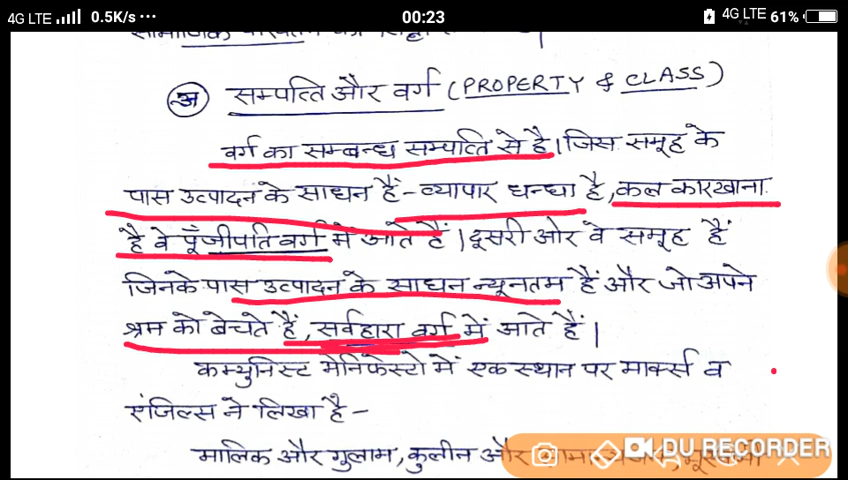 4G LTE 0.5K/s ··· 00:23 4G LTE 61%
(अ) सम्पत्ति और वर्ग (PROPERTY & CLASS)
वर्ग का सम्बन्ध सम्पत्ति से है। जिस समूह के
पास उत्पादन के साधन हैं - व्यापार धन्धा है, कल कारखाना
है वे पूँजीपति वर्ग में आते हैं। दूसरी ओर वे समूह हैं
जिनके पास उत्पादन के साधन न्यूनतम हैं और जो अपने
श्रम को बेचते हैं, सर्वहारा वर्ग में आते हैं।
कम्युनिस्ट मेनिफेस्टो में एक स्थान पर मार्क्स व
एंजिल्स ने लिखा है -
मालिक और गुलाम, कुलीन और
DU RECORDER